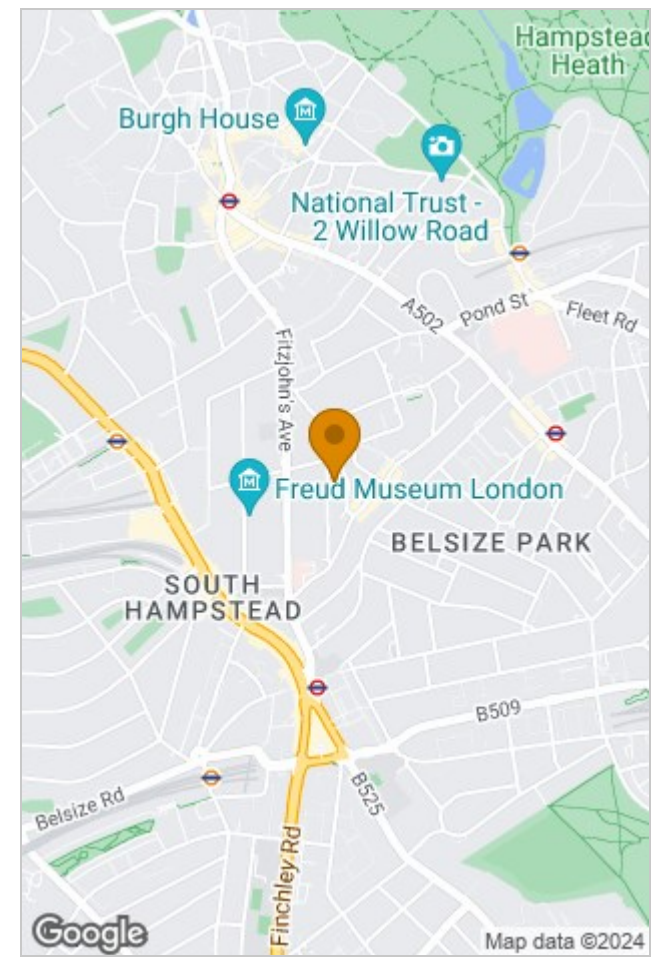 Hampstead
Heath
Burgh House
National Trust -
2 Willow Road
A502
Pond St
Fleet Rd
Fitzjohn's Ave
Freud Museum London
BELSIZE PARK
SOUTH
HAMPSTEAD
B509
Belsize Rd
B525
Finchley Rd
Google
Map data ©2024